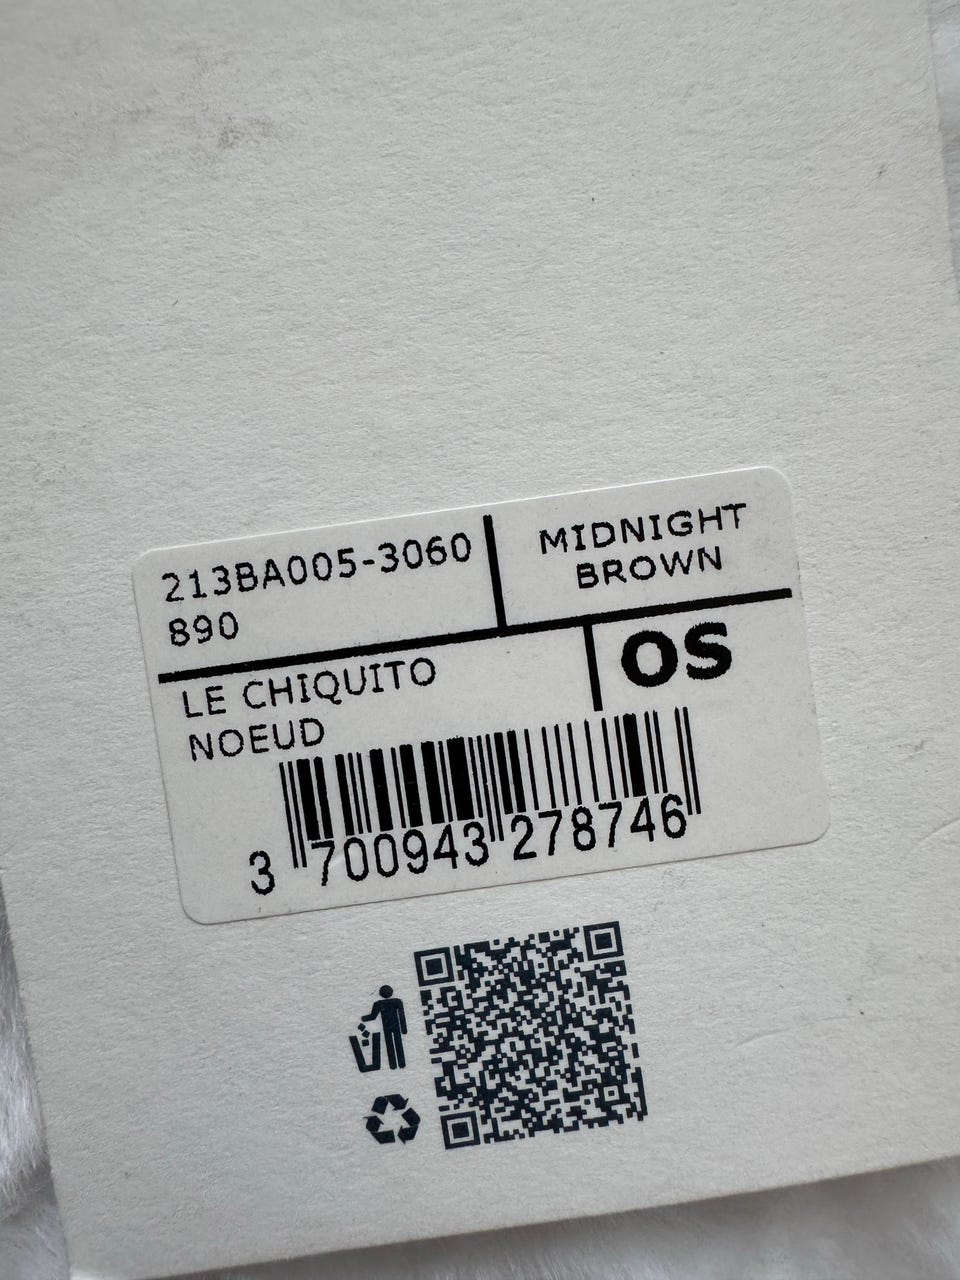 213BA005-3060
890
MIDNIGHT
BROWN
LE CHIQUITO
NOEUD
OS
3 700943 278746